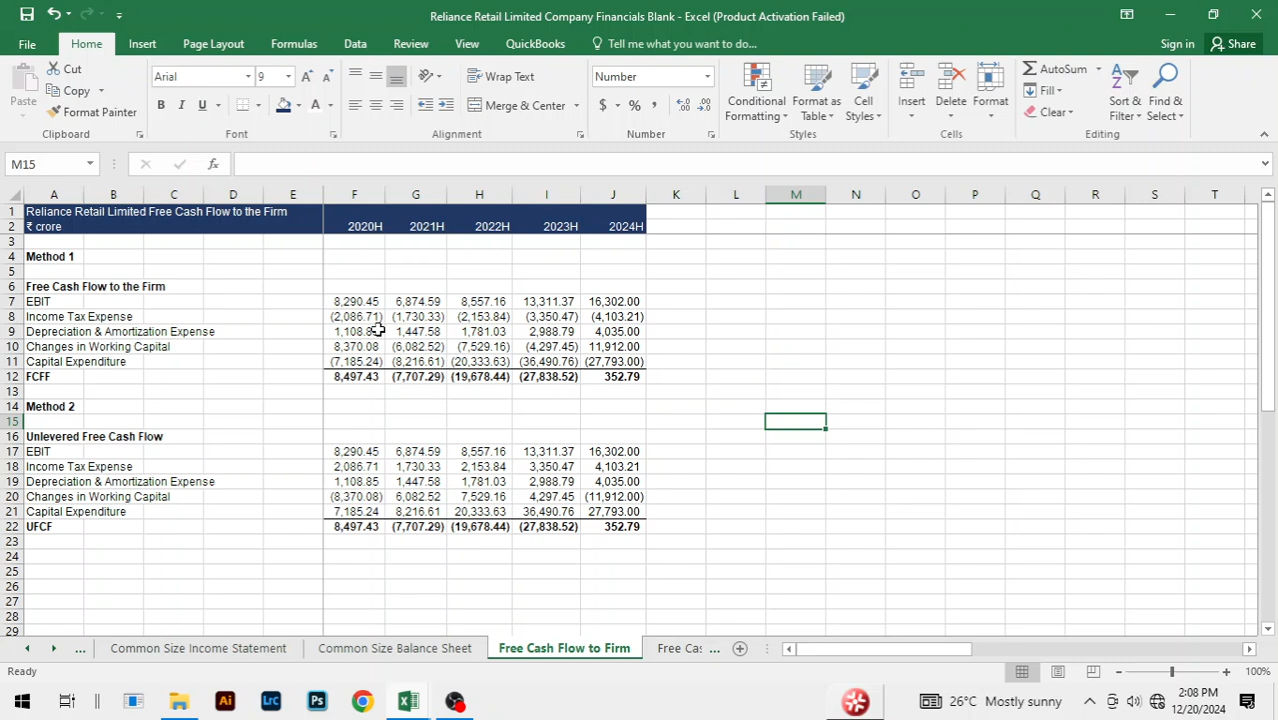 Reliance Retail Limited Company Financials Blank - Excel (Product Activation Failed)
File Home Insert Page Layout Formulas Data Review View QuickBooks Tell me what you want to do... Sign in Share
Paste Cut Copy Format Painter
Arial 9
B I U
Wrap Text
Merge & Center
Number
$ % ,
Conditional Formatting Format as Table Cell Styles
Insert Delete Format
AutoSum Fill Clear
Sort & Filter Find & Select
Clipboard Font Alignment Number Styles Cells Editing
M15 fx
A B C D E F G H I J K L M N O P Q R S T
1 Reliance Retail Limited Free Cash Flow to the Firm
2 ₹ crore 2020H 2021H 2022H 2023H 2024H
3
4 Method 1
5
6 Free Cash Flow to the Firm
7 EBIT 8,290.45 6,874.59 8,557.16 13,311.37 16,302.00
8 Income Tax Expense (2,086.71) (1,730.33) (2,153.84) (3,350.47) (4,103.21)
9 Depreciation & Amortization Expense 1,108.85 1,447.58 1,781.03 2,988.79 4,035.00
10 Changes in Working Capital 8,370.08 (6,082.52) (7,529.16) (4,297.45) 11,912.00
11 Capital Expenditure (7,185.24) (8,216.61) (20,333.63) (36,490.76) (27,793.00)
12 FCFF 8,497.43 (7,707.29) (19,678.44) (27,838.52) 352.79
13
14 Method 2
15
16 Unlevered Free Cash Flow
17 EBIT 8,290.45 6,874.59 8,557.16 13,311.37 16,302.00
18 Income Tax Expense 2,086.71 1,730.33 2,153.84 3,350.47 4,103.21
19 Depreciation & Amortization Expense 1,108.85 1,447.58 1,781.03 2,988.79 4,035.00
20 Changes in Working Capital (8,370.08) 6,082.52 7,529.16 4,297.45 (11,912.00)
21 Capital Expenditure 7,185.24 8,216.61 20,333.63 36,490.76 27,793.00
22 UFCF 8,497.43 (7,707.29) (19,678.44) (27,838.52) 352.79
23
24
25
26
27
28
29
... Common Size Income Statement Common Size Balance Sheet Free Cash Flow to Firm Free Cas ...
Ready 100%
Ai Lrc Ps 26°C Mostly sunny 2:08 PM
12/20/2024